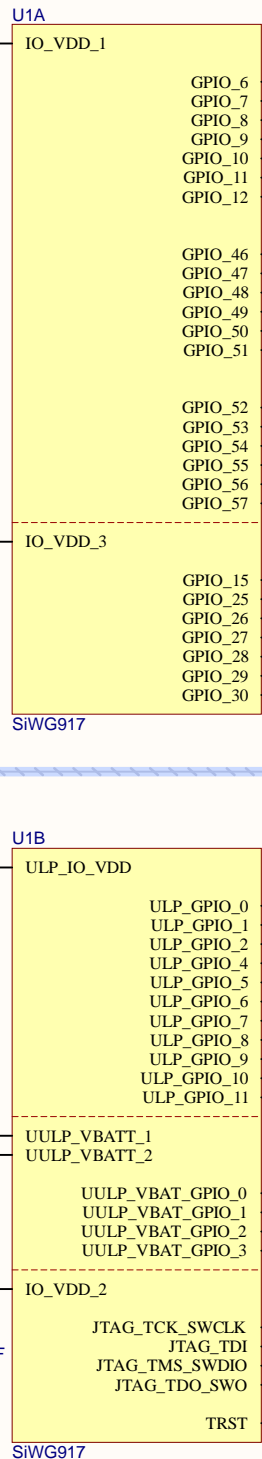 U1A
IO_VDD_1
GPIO_6
GPIO_7
GPIO_8
GPIO_9
GPIO_10
GPIO_11
GPIO_12
GPIO_46
GPIO_47
GPIO_48
GPIO_49
GPIO_50
GPIO_51
GPIO_52
GPIO_53
GPIO_54
GPIO_55
GPIO_56
GPIO_57
IO_VDD_3
GPIO_15
GPIO_25
GPIO_26
GPIO_27
GPIO_28
GPIO_29
GPIO_30
SiWG917
U1B
ULP_IO_VDD
ULP_GPIO_0
ULP_GPIO_1
ULP_GPIO_2
ULP_GPIO_4
ULP_GPIO_5
ULP_GPIO_6
ULP_GPIO_7
ULP_GPIO_8
ULP_GPIO_9
ULP_GPIO_10
ULP_GPIO_11
UULP_VBATT_1
UULP_VBATT_2
UULP_VBAT_GPIO_0
UULP_VBAT_GPIO_1
UULP_VBAT_GPIO_2
UULP_VBAT_GPIO_3
IO_VDD_2
JTAG_TCK_SWCLK
JTAG_TDI
JTAG_TMS_SWDIO
JTAG_TDO_SWO
TRST
SiWG917